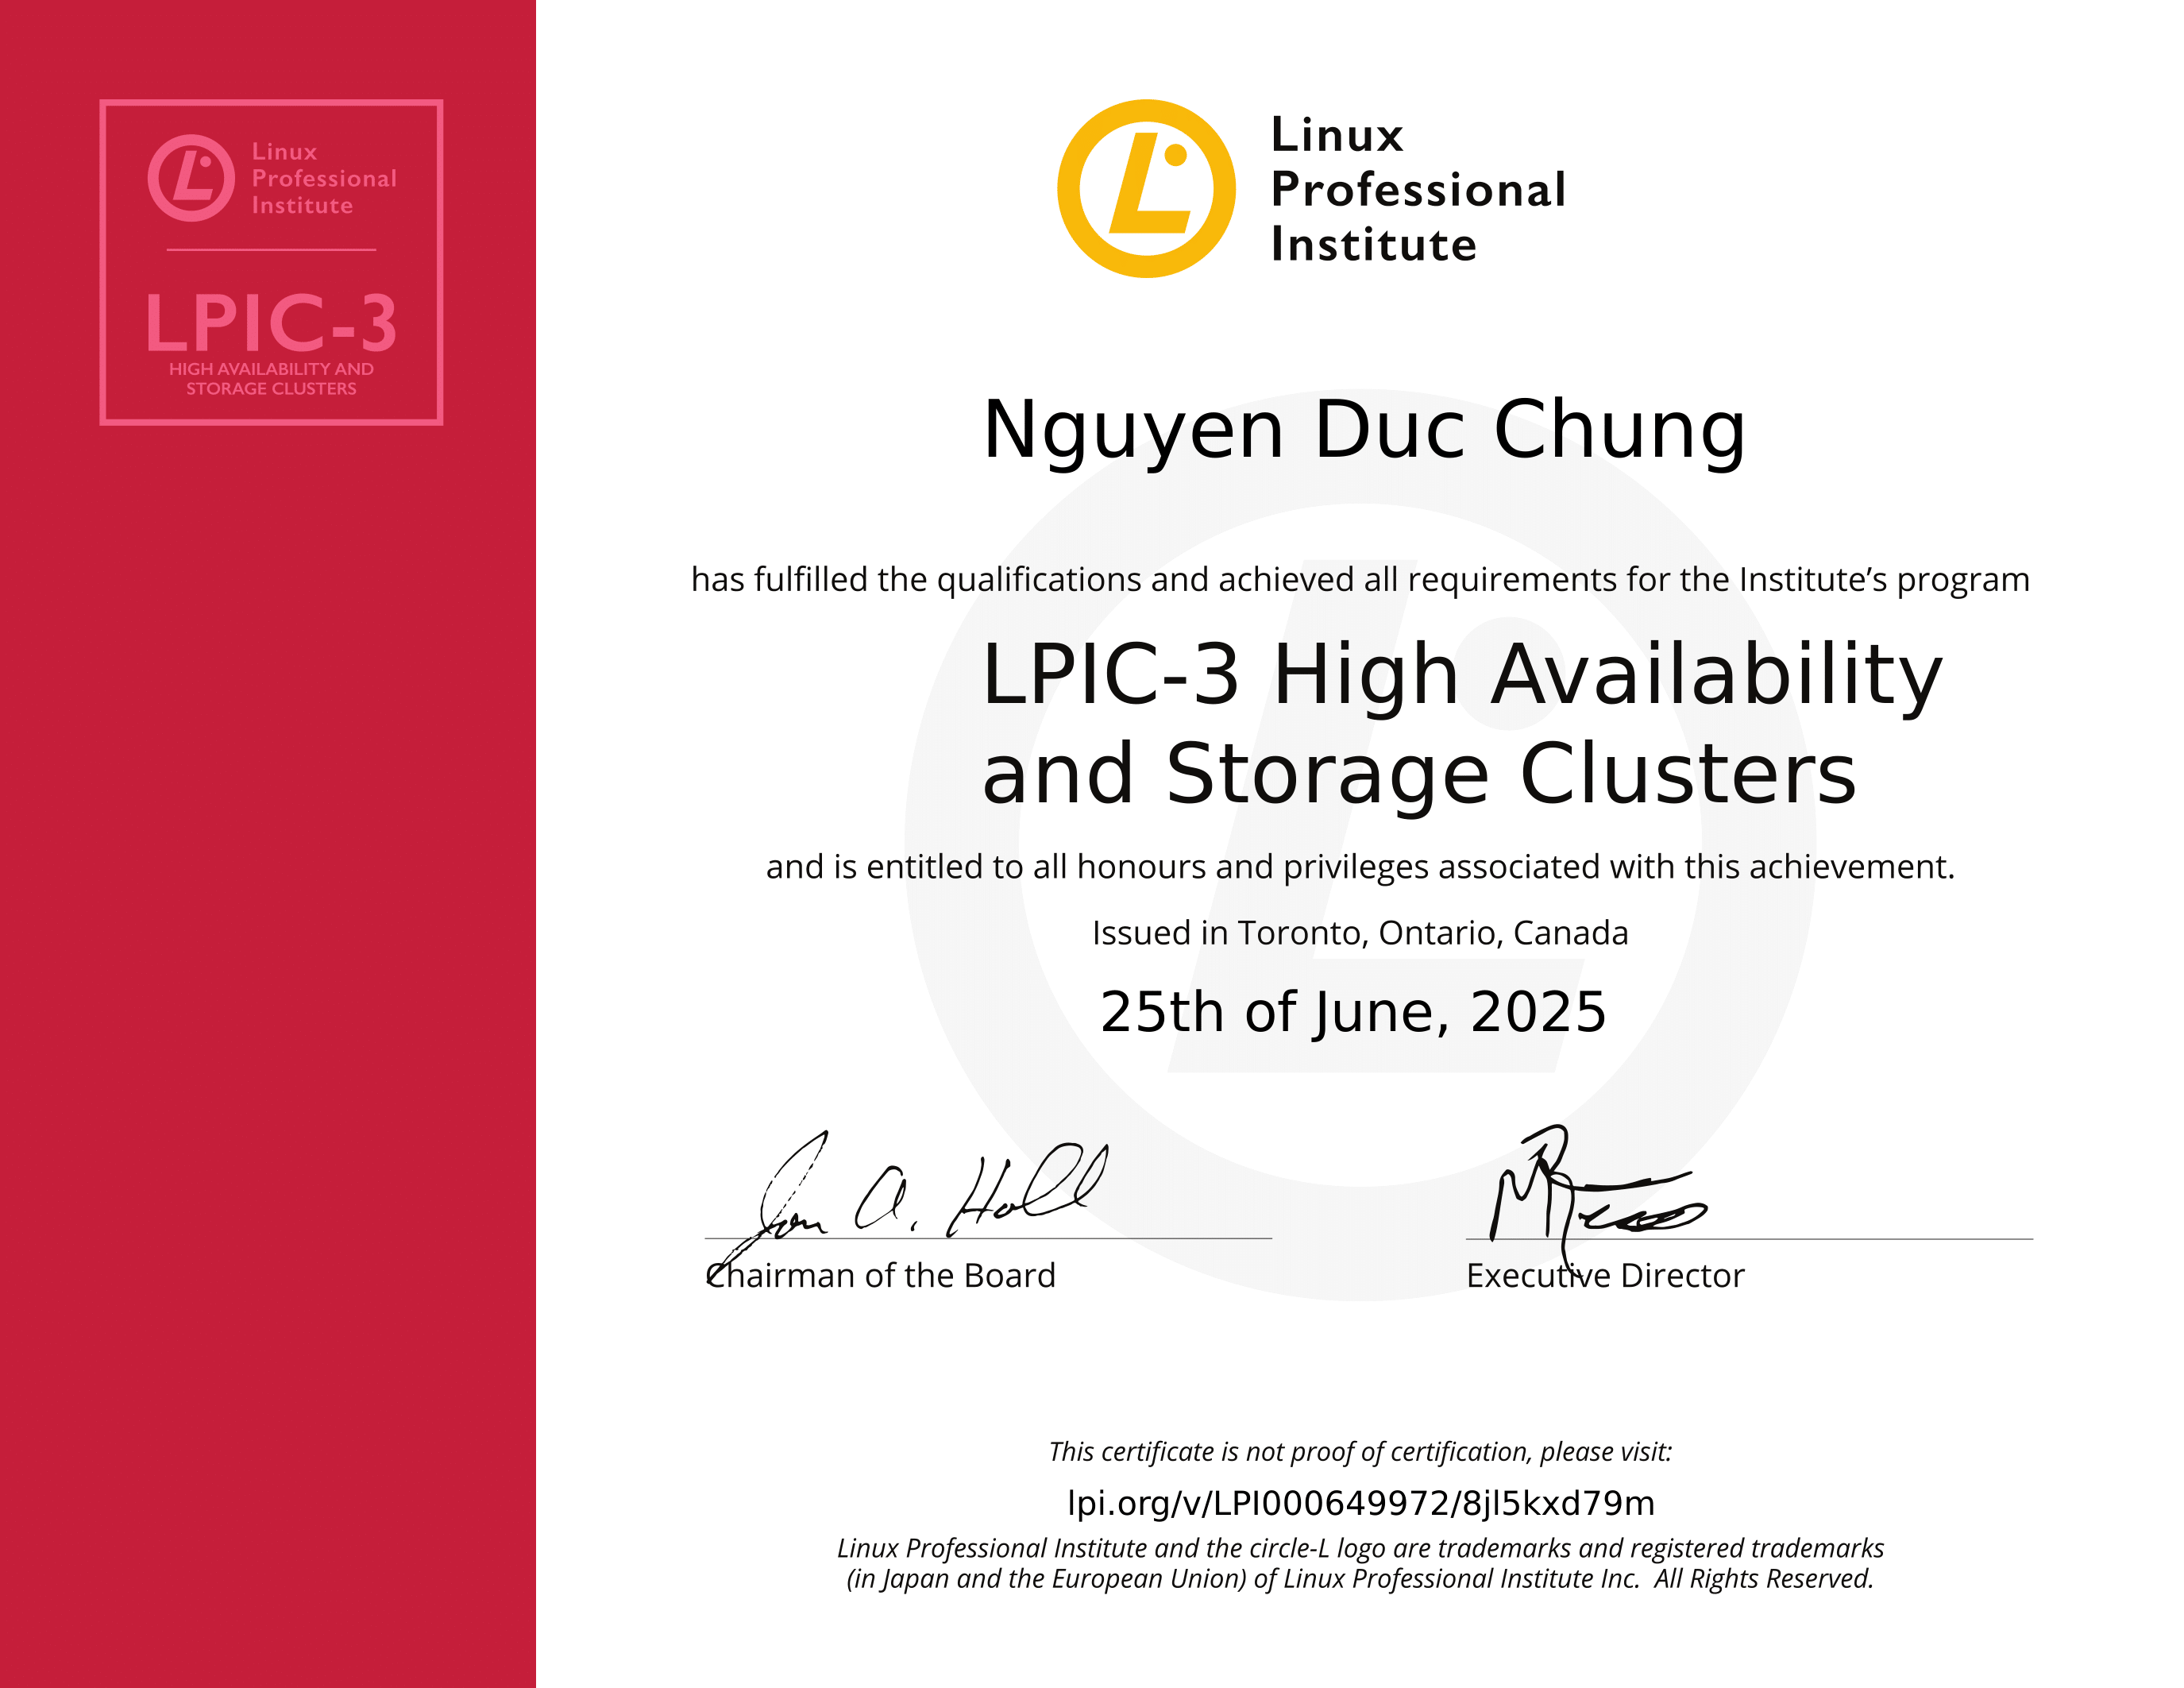 Linux
Professional
Institute
LPIC-3
HIGH AVAILABILITY AND
STORAGE CLUSTERS
Linux
Professional
Institute
Nguyen Duc Chung
has fulfilled the qualifications and achieved all requirements for the Institute’s program
LPIC-3 High Availability
and Storage Clusters
and is entitled to all honours and privileges associated with this achievement.
Issued in Toronto, Ontario, Canada
25th of June, 2025
Jon A. Hall
Chairman of the Board
Executive Director
This certificate is not proof of certification, please visit:
lpi.org/v/LPI000649972/8jl5kxd79m
Linux Professional Institute and the circle-L logo are trademarks and registered trademarks
(in Japan and the European Union) of Linux Professional Institute Inc.  All Rights Reserved.